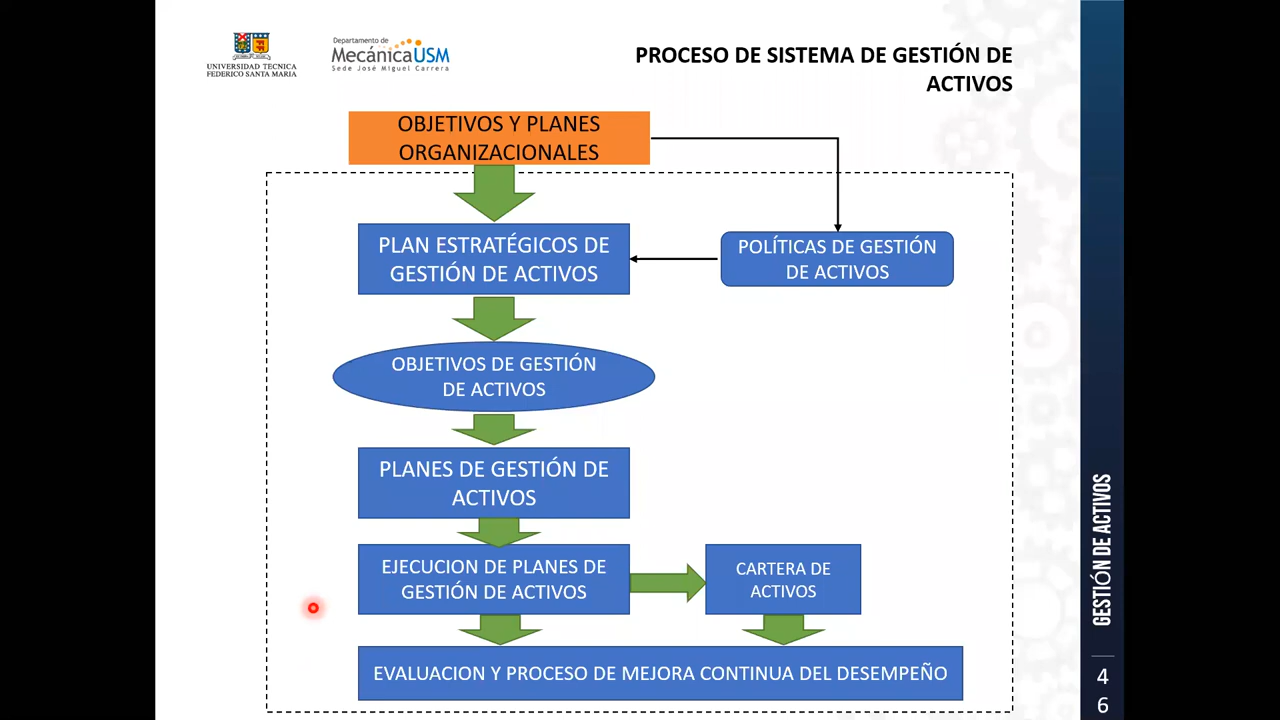 UNIVERSIDAD TECNICA
FEDERICO SANTA MARIA
Departamento de
MecánicaUSM
Sede José Miguel Carrera
PROCESO DE SISTEMA DE GESTIÓN DE
ACTIVOS
OBJETIVOS Y PLANES
ORGANIZACIONALES
PLAN ESTRATÉGICOS DE
GESTIÓN DE ACTIVOS
POLÍTICAS DE GESTIÓN
DE ACTIVOS
OBJETIVOS DE GESTIÓN
DE ACTIVOS
PLANES DE GESTIÓN DE
ACTIVOS
EJECUCION DE PLANES DE
GESTIÓN DE ACTIVOS
CARTERA DE
ACTIVOS
EVALUACION Y PROCESO DE MEJORA CONTINUA DEL DESEMPEÑO
GESTIÓN DE ACTIVOS
4
6